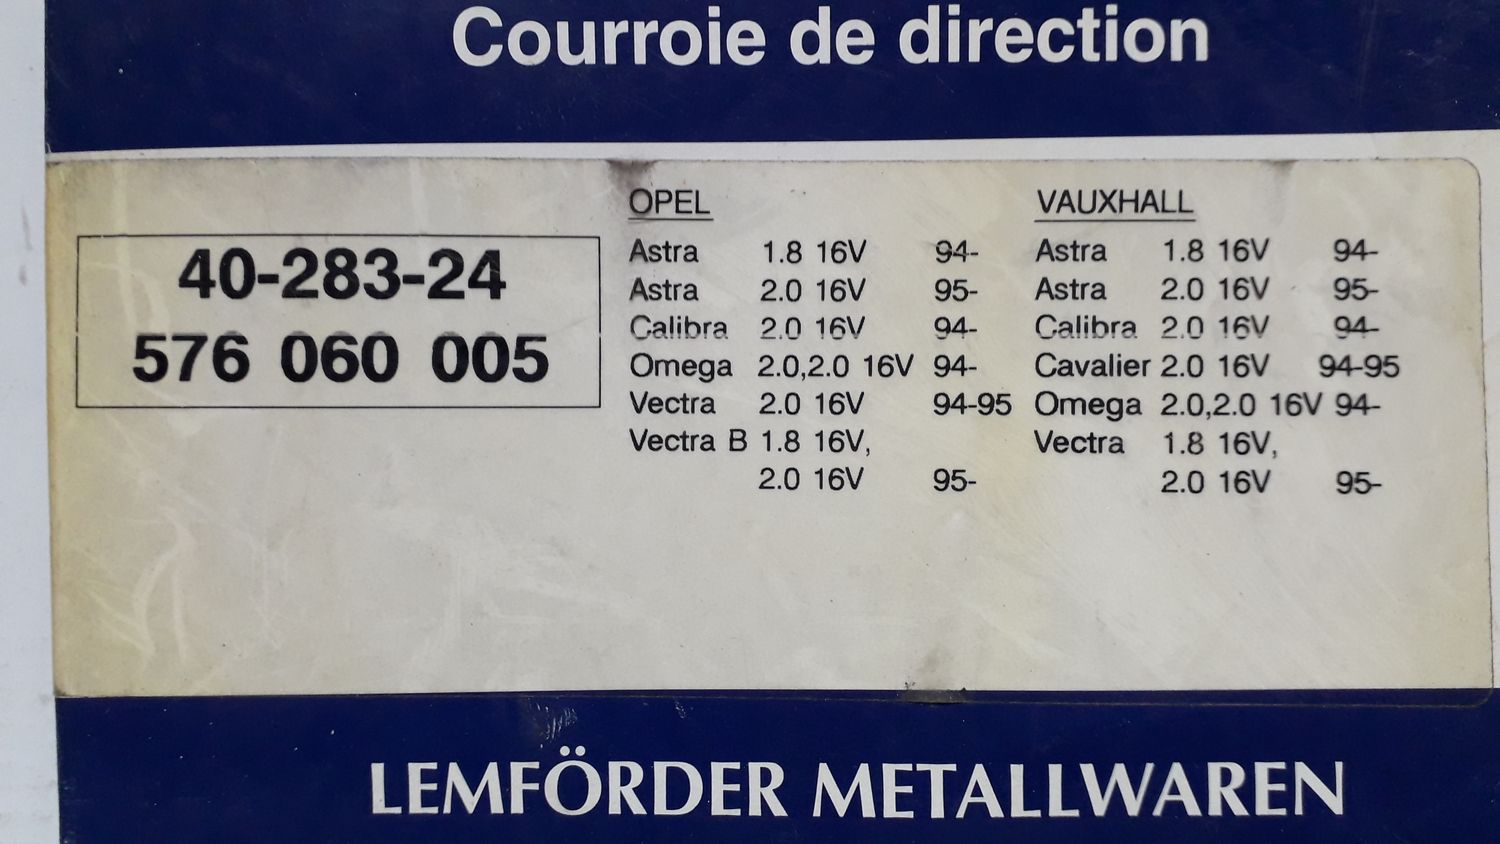 Courroie de direction
40-283-24
576 060 005
OPEL
Astra 1.8 16V 94-
Astra 2.0 16V 95-
Calibra 2.0 16V 94-
Omega 2.0,2.0 16V 94-
Vectra 2.0 16V 94-95
Vectra B 1.8 16V,
2.0 16V 95-
VAUXHALL
Astra 1.8 16V 94-
Astra 2.0 16V 95-
Calibra 2.0 16V 94-
Cavalier 2.0 16V 94-95
Omega 2.0,2.0 16V 94-
Vectra 1.8 16V,
2.0 16V 95-
LEMFÖRDER METALLWAREN